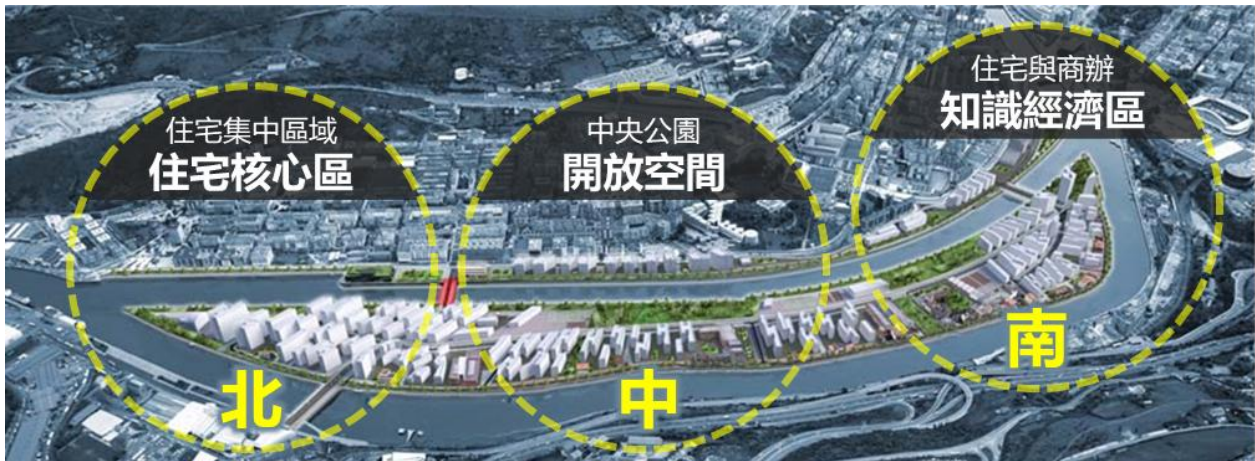 住宅集中區域
住宅核心區
北
中央公園
開放空間
中
住宅與商辦
知識經濟區
南